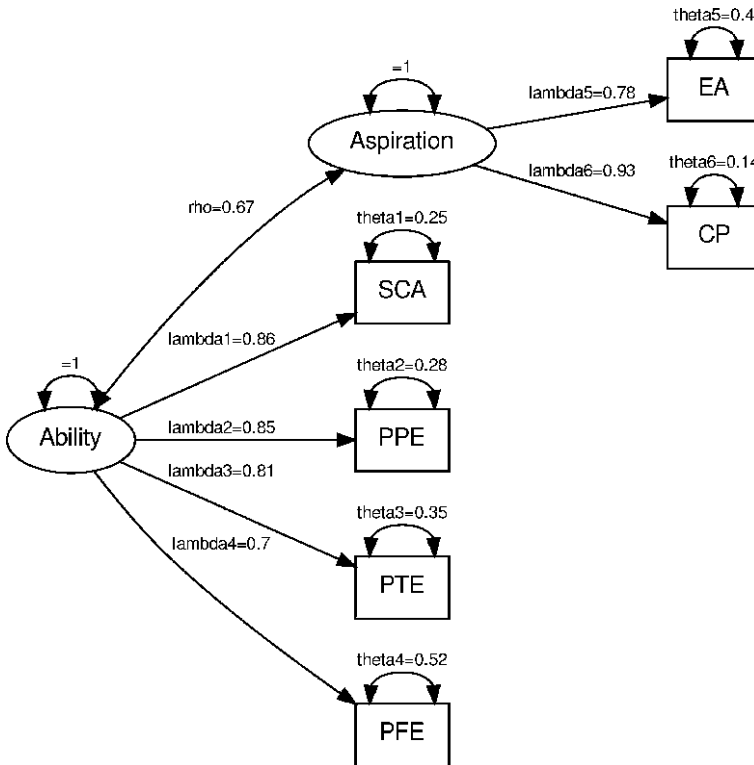 theta5=0.4
EA
=1
lambda5=0.78
Aspiration
lambda6=0.93
theta6=0.14
CP
rho=0.67
theta1=0.25
SCA
lambda1=0.86
=1
theta2=0.28
Ability
lambda2=0.85
PPE
lambda3=0.81
theta3=0.35
lambda4=0.7
PTE
theta4=0.52
PFE